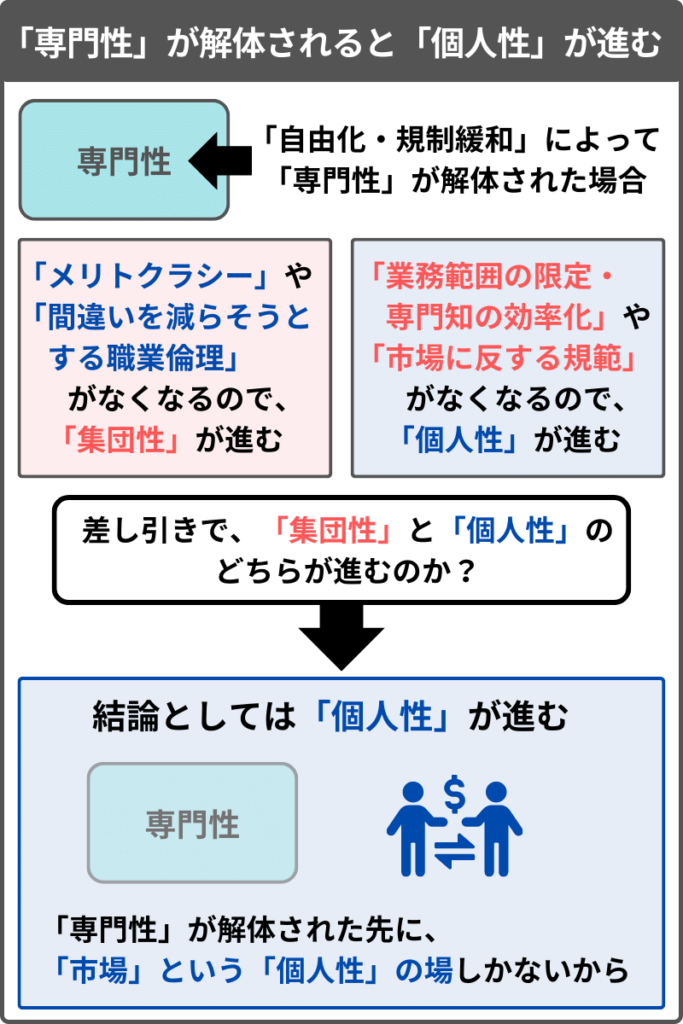 「専門性」が解体されると「個人性」が進む
専門性
「自由化・規制緩和」によって
「専門性」が解体された場合
「メリトクラシー」や
「間違いを減らそうと
する職業倫理」
がなくなるので、
「集団性」が進む
「業務範囲の限定・
専門知の効率化」や
「市場に反する規範」
がなくなるので、
「個人性」が進む
差し引きで、「集団性」と「個人性」の
どちらが進むのか？
結論としては「個人性」が進む
専門性
$
「専門性」が解体された先に、
「市場」という「個人性」の場しかないから